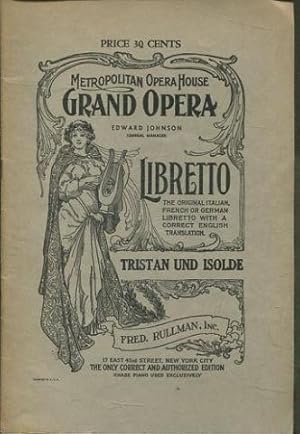 PRICE 30 CENTS
METROPOLITAN OPERA HOUSE
GRAND OPERA
EDWARD JOHNSON
GENERAL MANAGER
LIBRETTO
THE ORIGINAL ITALIAN,
FRENCH OR GERMAN
LIBRETTO WITH A
CORRECT ENGLISH
TRANSLATION.
TRISTAN UND ISOLDE
FRED. RULLMAN, Inc.
17 EAST 42nd STREET, NEW YORK CITY
THE ONLY CORRECT AND AUTHORIZED EDITION
KNABE PIANO USED EXCLUSIVELY